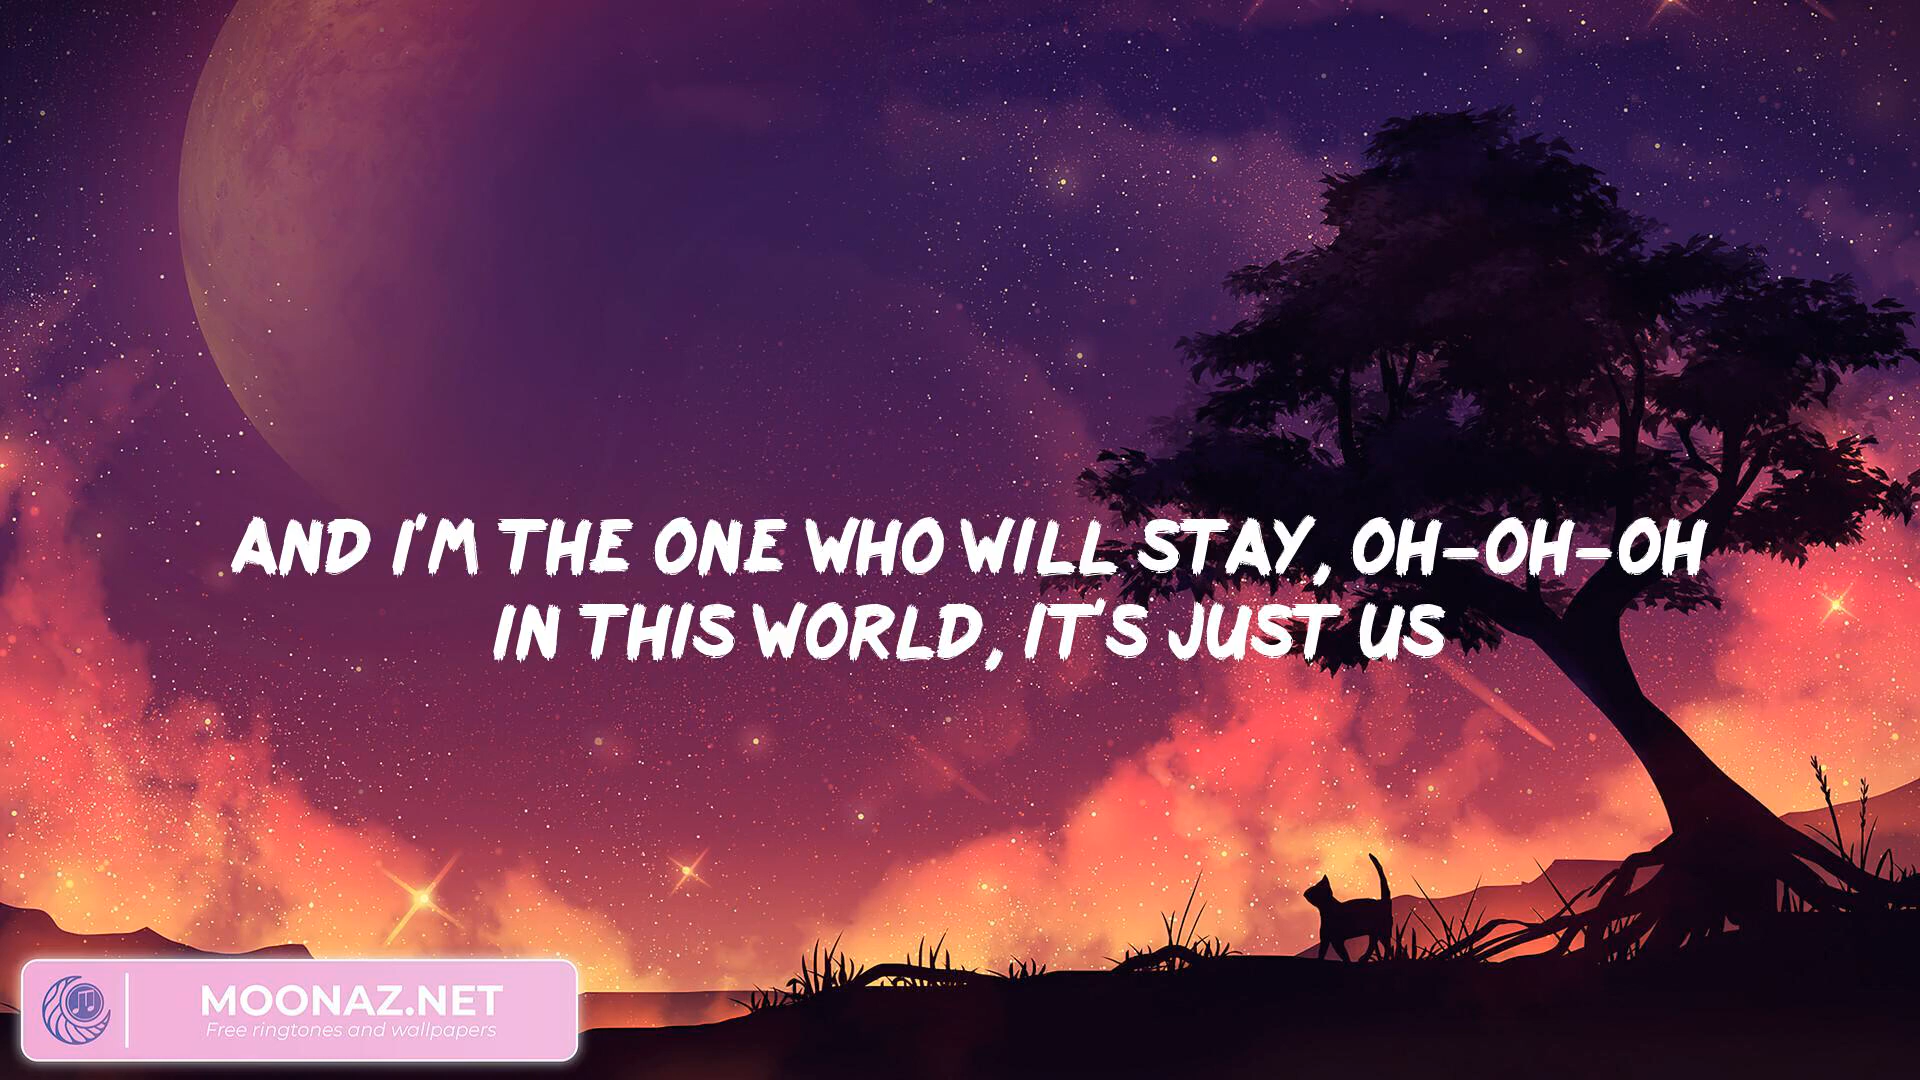 AND I'M THE ONE WHO WILL STAY, OH-OH-OH
IN THIS WORLD, IT'S JUST US
MOONAZ.NET
Free ringtones and wallpapers